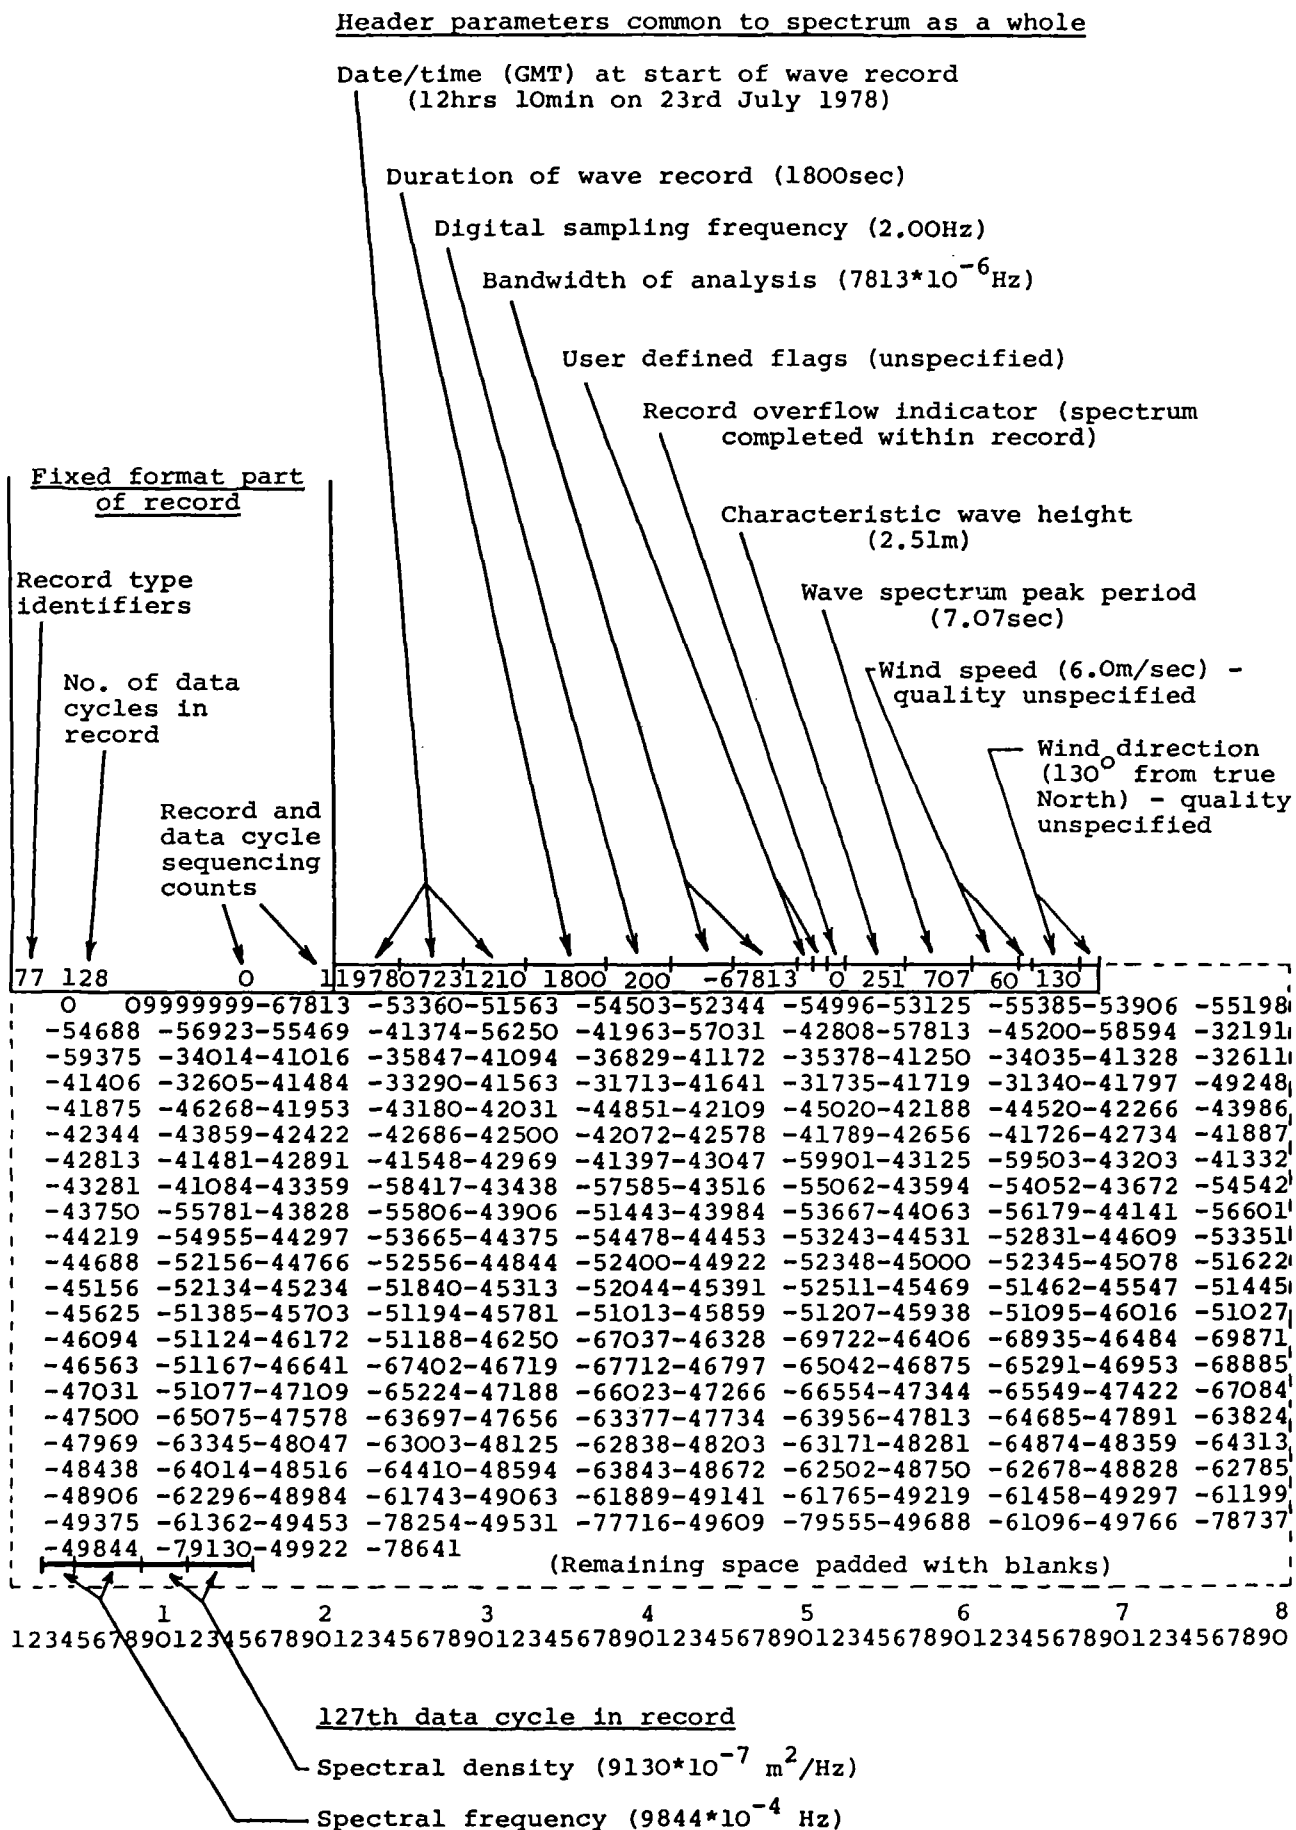 Header parameters common to spectrum as a whole
Date/time (GMT) at start of wave record
(12hrs 10min on 23rd July 1978)
Duration of wave record (1800sec)
Digital sampling frequency (2.00Hz)
Bandwidth of analysis (7813*10⁻⁶Hz)
User defined flags (unspecified)
Record overflow indicator (spectrum
completed within record)
Fixed format part
of record
Characteristic wave height
(2.51m)
Record type
identifiers
Wave spectrum peak period
(7.07sec)
No. of data
cycles in
record
Wind speed (6.0m/sec) -
quality unspecified
Wind direction
(130° from true
North) - quality
unspecified
Record and
data cycle
sequencing
counts
77 128 0 1197807231210 1800 200 -67813 0 251 707 60 130
0 09999999-67813 -53360-51563 -54503-52344 -54996-53125 -55385-53906 -55198
-54688 -56923-55469 -41374-56250 -41963-57031 -42808-57813 -45200-58594 -32191
-59375 -34014-41016 -35847-41094 -36829-41172 -35378-41250 -34035-41328 -32611
-41406 -32605-41484 -33290-41563 -31713-41641 -31735-41719 -31340-41797 -49248
-41875 -46268-41953 -43180-42031 -44851-42109 -45020-42188 -44520-42266 -43986
-42344 -43859-42422 -42686-42500 -42072-42578 -41789-42656 -41726-42734 -41887
-42813 -41481-42891 -41548-42969 -41397-43047 -59901-43125 -59503-43203 -41332
-43281 -41084-43359 -58417-43438 -57585-43516 -55062-43594 -54052-43672 -54542
-43750 -55781-43828 -55806-43906 -51443-43984 -53667-44063 -56179-44141 -56601
-44219 -54955-44297 -53665-44375 -54478-44453 -53243-44531 -52831-44609 -53351
-44688 -52156-44766 -52556-44844 -52400-44922 -52348-45000 -52345-45078 -51622
-45156 -52134-45234 -51840-45313 -52044-45391 -52511-45469 -51462-45547 -51445
-45625 -51385-45703 -51194-45781 -51013-45859 -51207-45938 -51095-46016 -51027
-46094 -51124-46172 -51188-46250 -67037-46328 -69722-46406 -68935-46484 -69871
-46563 -51167-46641 -67402-46719 -67712-46797 -65042-46875 -65291-46953 -68885
-47031 -51077-47109 -65224-47188 -66023-47266 -66554-47344 -65549-47422 -67084
-47500 -65075-47578 -63697-47656 -63377-47734 -63956-47813 -64685-47891 -63824
-47969 -63345-48047 -63003-48125 -62838-48203 -63171-48281 -64874-48359 -64313
-48438 -64014-48516 -64410-48594 -63843-48672 -62502-48750 -62678-48828 -62785
-48906 -62296-48984 -61743-49063 -61889-49141 -61765-49219 -61458-49297 -61199
-49375 -61362-49453 -78254-49531 -77716-49609 -79555-49688 -61096-49766 -78737
-49844 -79130-49922 -78641
(Remaining space padded with blanks)
1 2 3 4 5 6 7 8
12345678901234567890123456789012345678901234567890123456789012345678901234567890
127th data cycle in record
Spectral density (9130*10⁻⁷ m²/Hz)
Spectral frequency (9844*10⁻⁴ Hz)